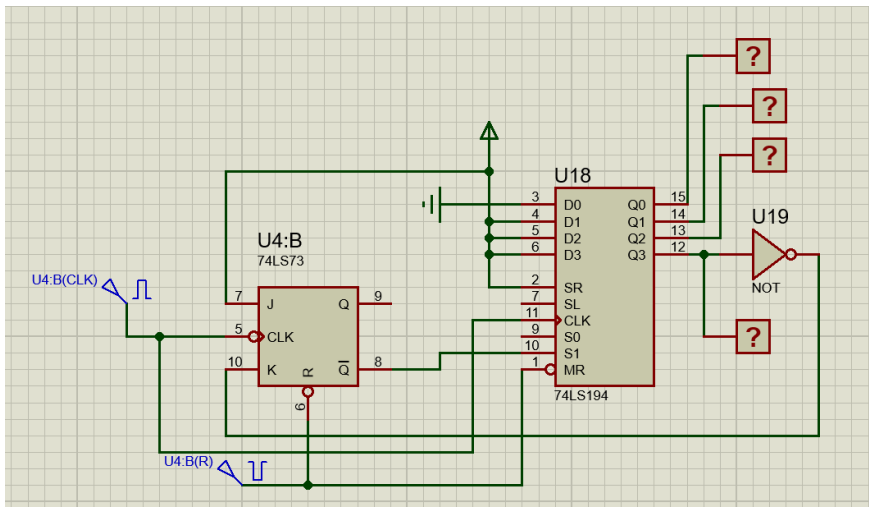 ?
?
?
U18
3 D0 Q0 15
4 D1 Q1 14
5 D2 Q2 13
6 D3 Q3 12
2 SR
7 SL
11 CLK
9 S0
10 S1
1 MR
74LS194
U19
NOT
?
U4:B
74LS73
U4:B(CLK)
7 J Q 9
5 CLK
10 K Q 8
R
6
U4:B(R)